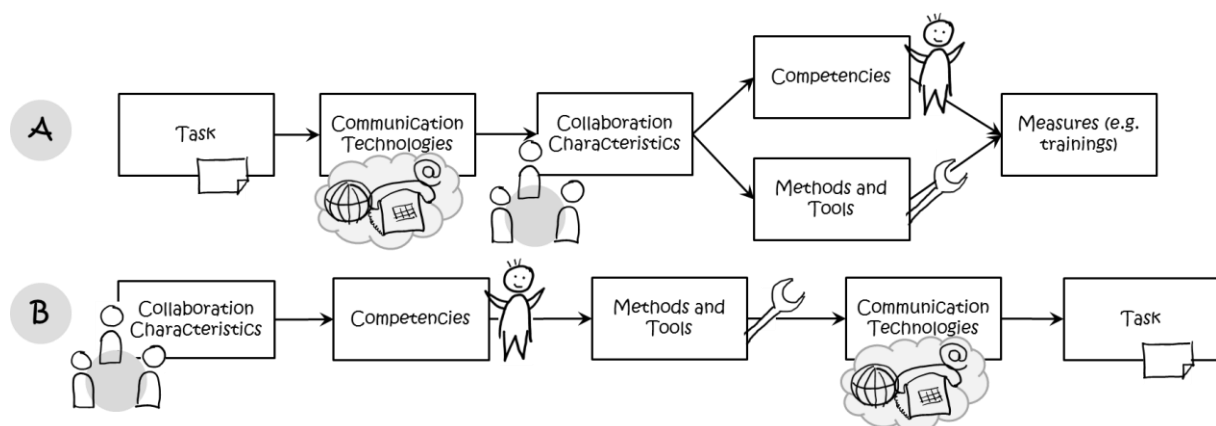 A
Task
Communication
Technologies
@
Collaboration
Characteristics
Competencies
Methods and
Tools
Measures (e.g.
trainings)
B
Collaboration
Characteristics
Competencies
Methods and
Tools
Communication
Technologies
@
Task